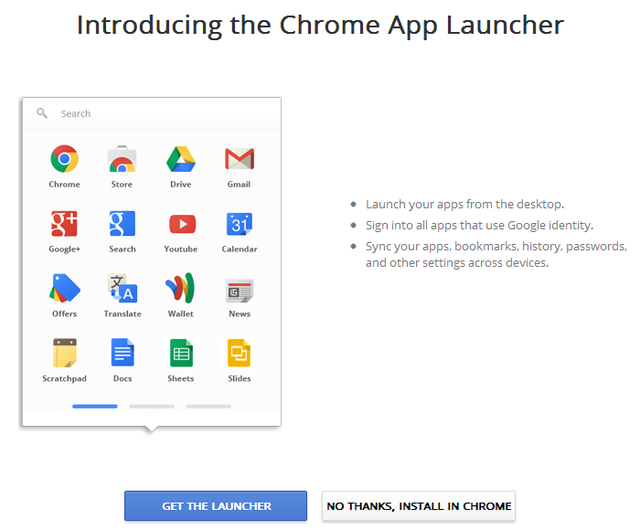 Introducing the Chrome App Launcher
Search
Chrome
Store
Drive
Gmail
Google+
Search
Youtube
Calendar
Offers
Translate
Wallet
News
Scratchpad
Docs
Sheets
Slides
Launch your apps from the desktop.
Sign into all apps that use Google identity.
Sync your apps, bookmarks, history, passwords,
and other settings across devices.
GET THE LAUNCHER
NO THANKS, INSTALL IN CHROME